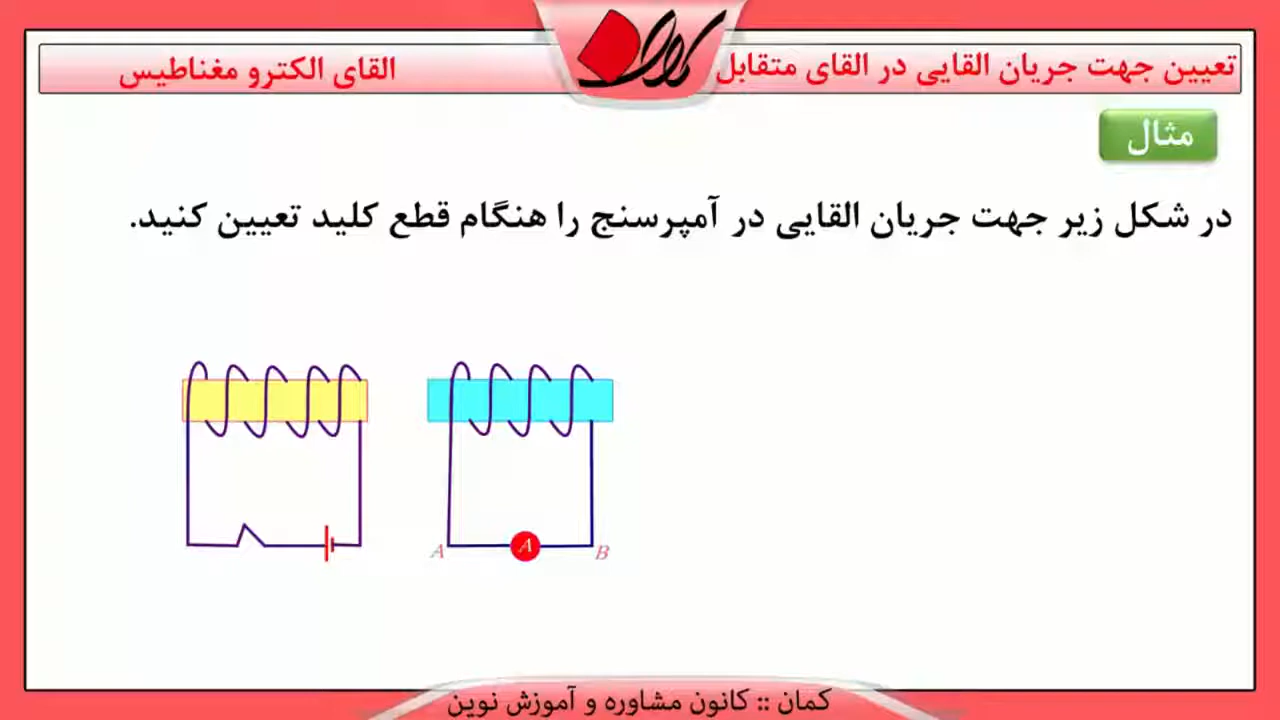 تعیین جهت جریان القایی در القای متقابل
کمان
القای الکترو مغناطیس
مثال
در شکل زیر جهت جریان القایی در آمپرسنج را هنگام قطع کلید تعیین کنید.
A
A
B
کمان :: کانون مشاوره و آموزش نوین